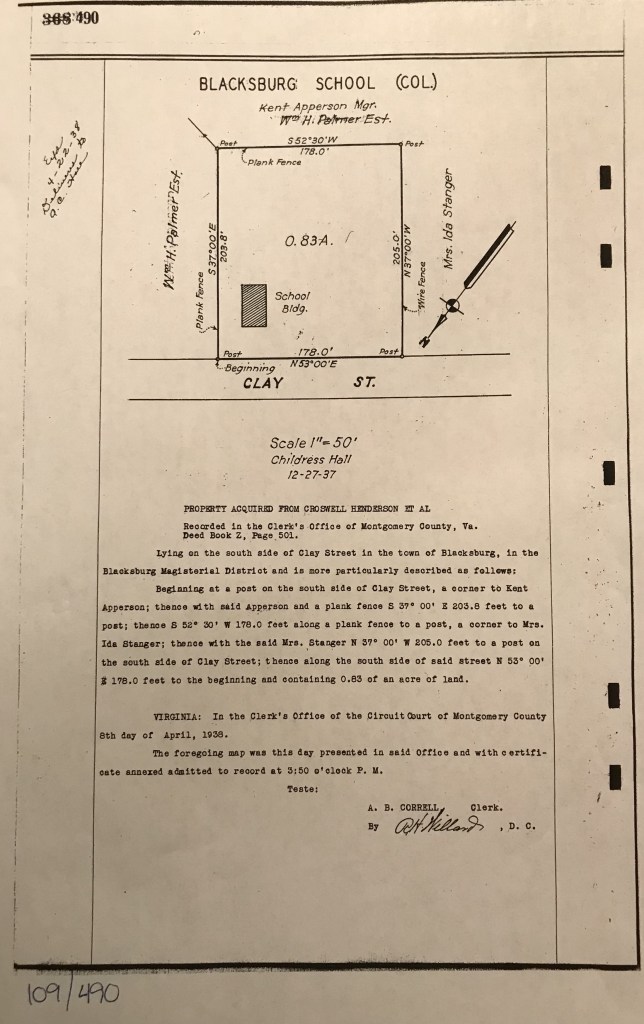 368 490
BLACKSBURG SCHOOL (COL.)
Kent Apperson Mgr.
Wm H. Palmer Est.
Post
S 52°30'W
178.0'
Post
Plank Fence
Wm H. Palmer Est.
Plank Fence
S 37°00'E
203.8'
0.83A.
205.0'
N 37°00'W
Wire Fence
Mrs. Ida Stanger
School
Bldg.
N
Post
178.0'
Post
N53°00'E
Beginning
CLAY ST.
Exp
4-22-38
Delivered to
Scale 1"= 50'
Childress Hall
12-27-37
PROPERTY ACQUIRED FROM CROSWELL HENDERSON ET AL
Recorded in the Clerk's Office of Montgomery County, Va.
Deed Book Z, Page 501.
Lying on the south side of Clay Street in the town of Blacksburg, in the
Blacksburg Magisterial District and is more particularly described as follows:
Beginning at a post on the south side of Clay Street, a corner to Kent
Apperson; thence with said Apperson and a plank fence S 37° 00' E 203.8 feet to a
post; thence S 52° 30' W 178.0 feet along a plank fence to a post, a corner to Mrs.
Ida Stanger; thence with the said Mrs. Stanger N 37° 00' W 205.0 feet to a post on
the south side of Clay Street; thence along the south side of said street N 53° 00'
E 178.0 feet to the beginning and containing 0.83 of an acre of land.
VIRGINIA: In the Clerk's Office of the Circuit Court of Montgomery County
8th day of April, 1938.
The foregoing map was this day presented in said Office and with certifi-
cate annexed admitted to record at 3:50 o'clock P. M.
Teste:
A. B. CORRELL, Clerk.
By RH Willard, D. C.
109/490